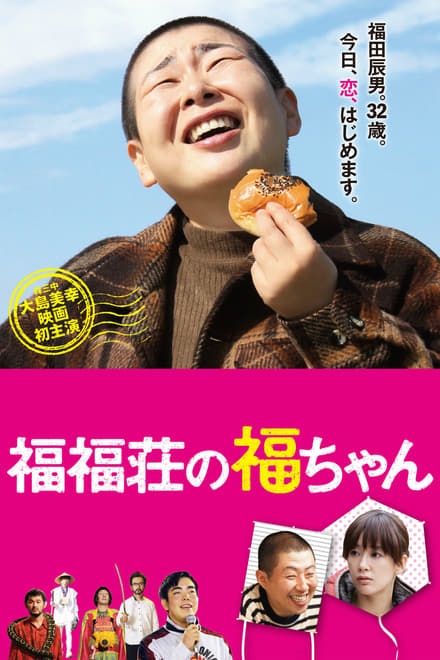 福田辰男。32歳。
今日、恋、はじめます。
森三中
大島美幸
映画
初主演
福福荘の福ちゃん